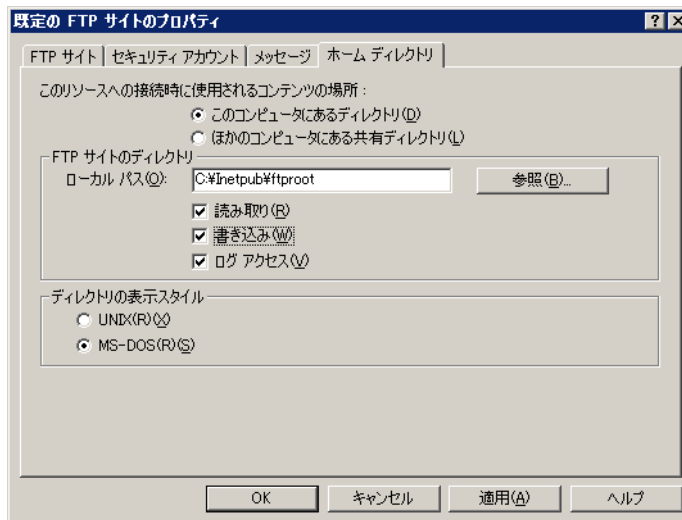 既定の FTP サイトのプロパティ
FTP サイト セキュリティ アカウント メッセージ ホーム ディレクトリ
このリソースへの接続時に使用されるコンテンツの場所 :
このコンピュータにあるディレクトリ(D)
ほかのコンピュータにある共有ディレクトリ(L)
FTP サイトのディレクトリ
ローカル パス(O): C:¥Inetpub¥ftproot 参照(B)...
読み取り(R)
書き込み(W)
ログ アクセス(V)
ディレクトリの表示スタイル
UNIX(R)(X)
MS-DOS(R)(S)
OK キャンセル 適用(A) ヘルプ